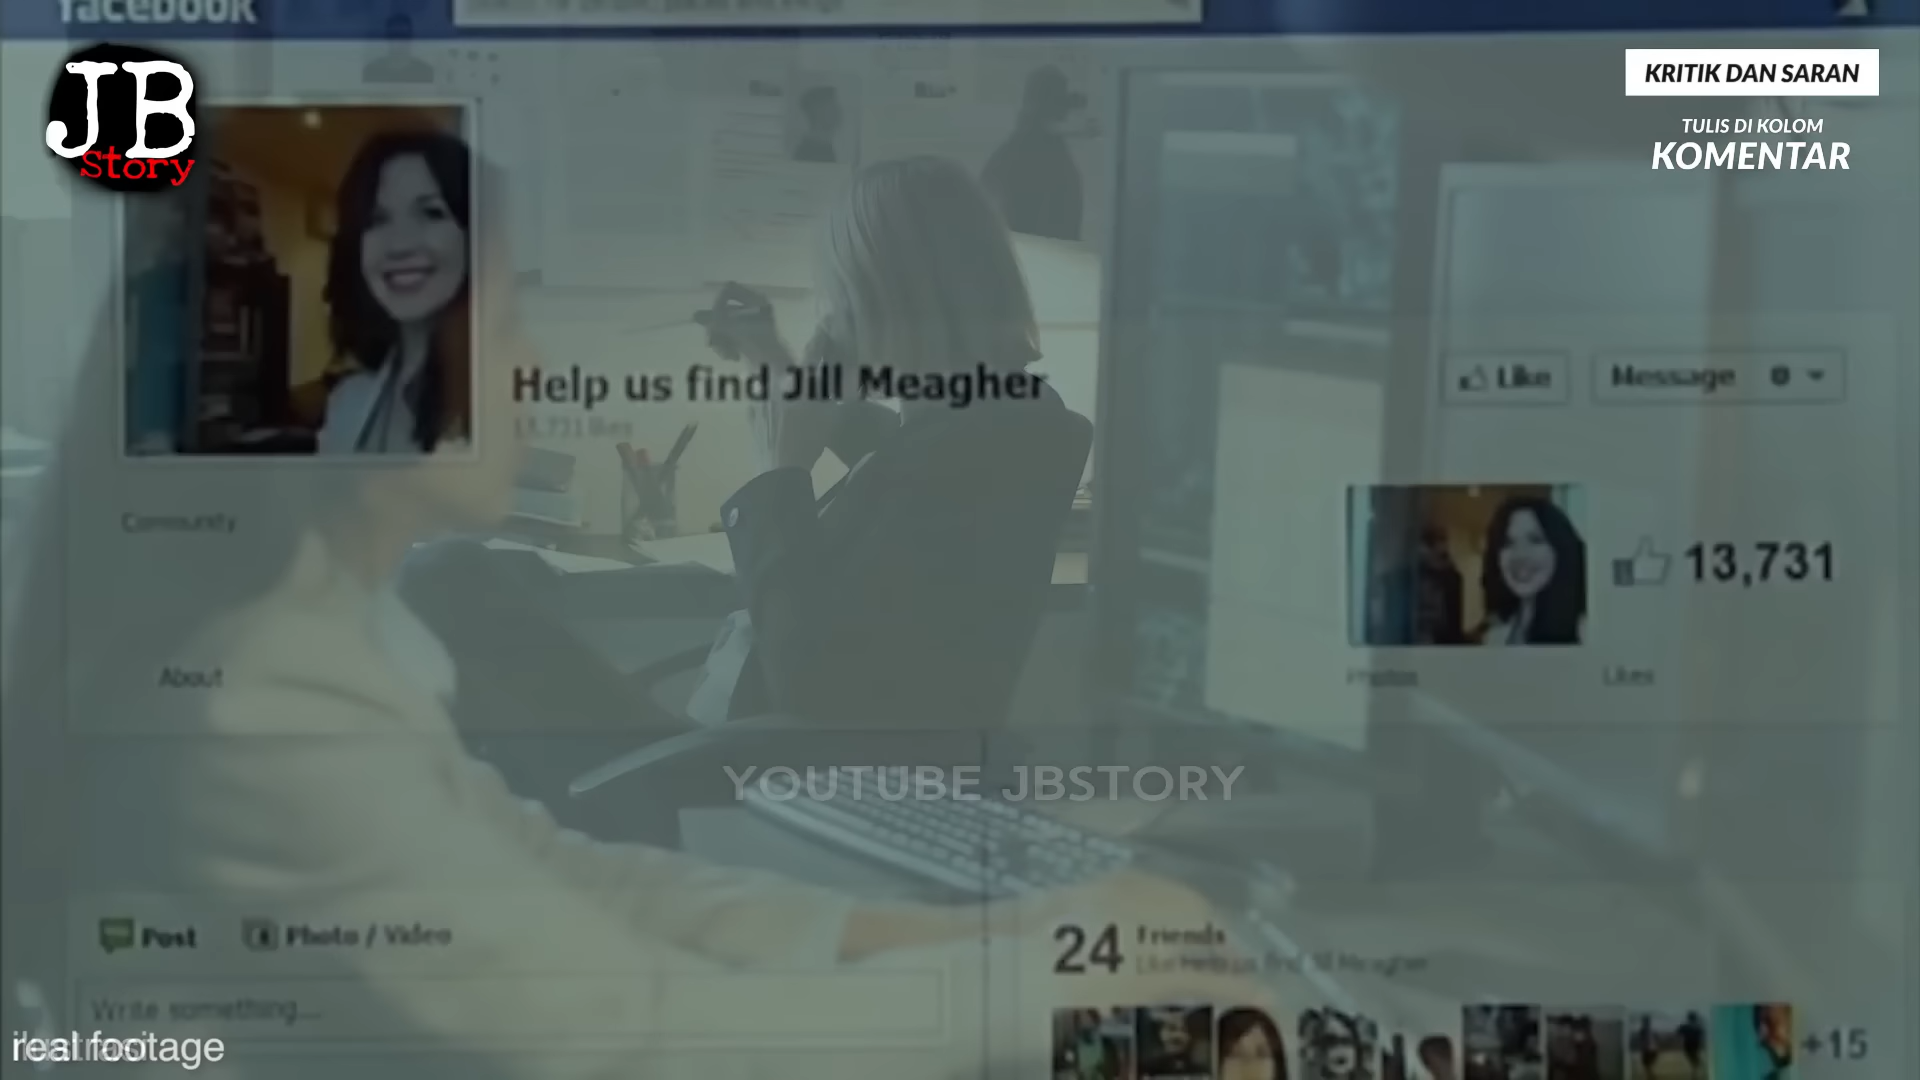 facebook
JB
Story
KRITIK DAN SARAN
TULIS DI KOLOM
KOMENTAR
Help us find Jill Meagher
13,731 likes
Like
Message
Community
13,731
About
Photos
Likes
YOUTUBE JBSTORY
Post
Photo / Video
24 Friends
Like Help us find Jill Meagher
Write something...
real footage
+15